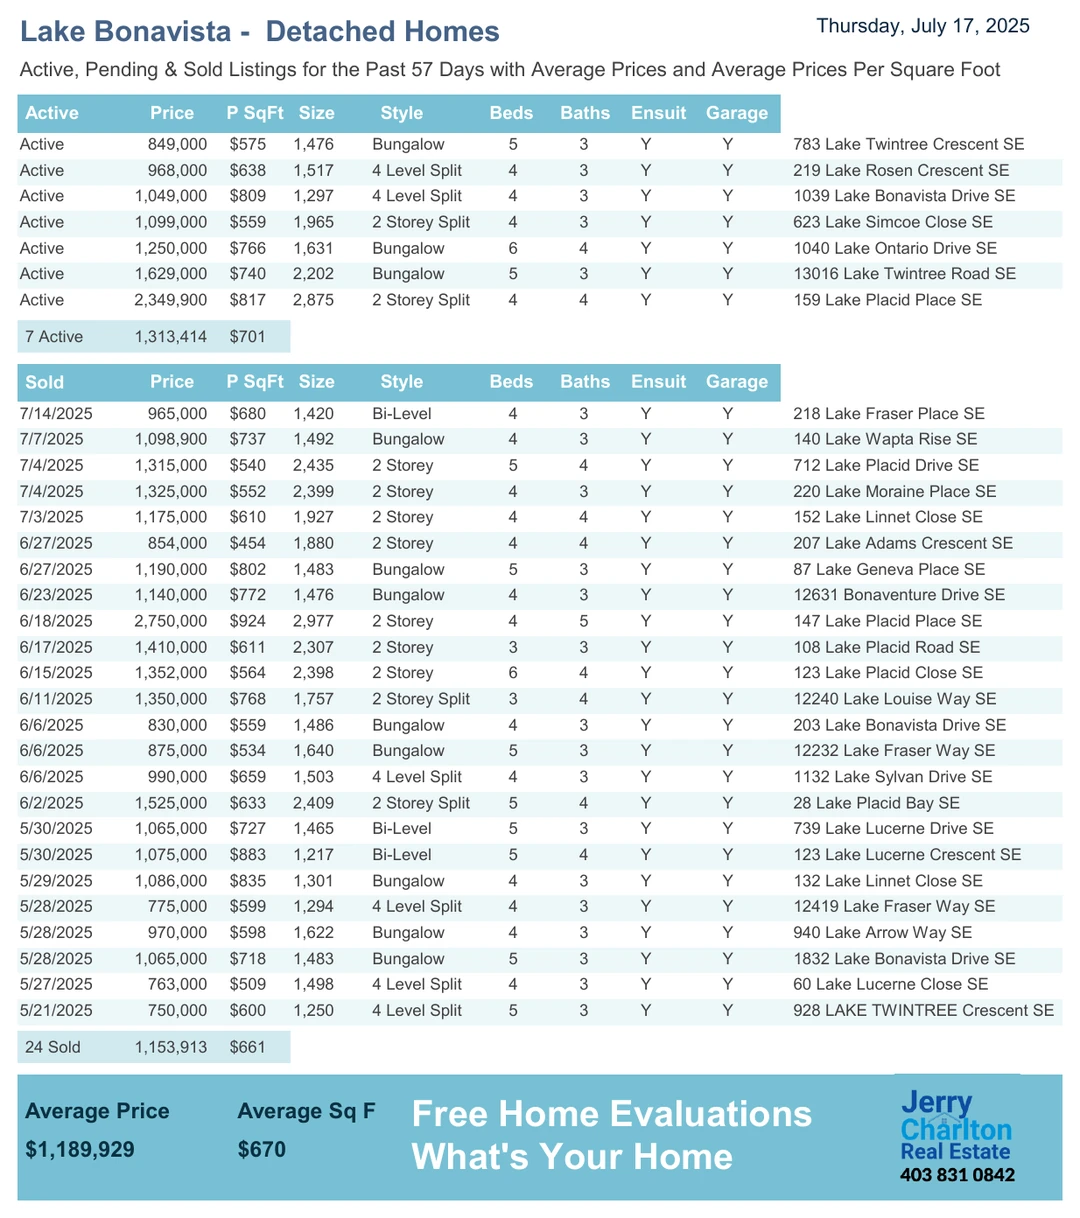 Lake Bonavista - Detached Homes
Thursday, July 17, 2025
Active, Pending & Sold Listings for the Past 57 Days with Average Prices and Average Prices Per Square Foot
Active Price P SqFt Size Style Beds Baths Ensuit Garage
Active 849,000 $575 1,476 Bungalow 5 3 Y Y 783 Lake Twintree Crescent SE
Active 968,000 $638 1,517 4 Level Split 4 3 Y Y 219 Lake Rosen Crescent SE
Active 1,049,000 $809 1,297 4 Level Split 4 3 Y Y 1039 Lake Bonavista Drive SE
Active 1,099,000 $559 1,965 2 Storey Split 4 3 Y Y 623 Lake Simcoe Close SE
Active 1,250,000 $766 1,631 Bungalow 6 4 Y Y 1040 Lake Ontario Drive SE
Active 1,629,000 $740 2,202 Bungalow 5 3 Y Y 13016 Lake Twintree Road SE
Active 2,349,900 $817 2,875 2 Storey Split 4 4 Y Y 159 Lake Placid Place SE
7 Active 1,313,414 $701
Sold Price P SqFt Size Style Beds Baths Ensuit Garage
7/14/2025 965,000 $680 1,420 Bi-Level 4 3 Y Y 218 Lake Fraser Place SE
7/7/2025 1,098,900 $737 1,492 Bungalow 4 3 Y Y 140 Lake Wapta Rise SE
7/4/2025 1,315,000 $540 2,435 2 Storey 5 4 Y Y 712 Lake Placid Drive SE
7/4/2025 1,325,000 $552 2,399 2 Storey 4 3 Y Y 220 Lake Moraine Place SE
7/3/2025 1,175,000 $610 1,927 2 Storey 4 4 Y Y 152 Lake Linnet Close SE
6/27/2025 854,000 $454 1,880 2 Storey 4 4 Y Y 207 Lake Adams Crescent SE
6/27/2025 1,190,000 $802 1,483 Bungalow 5 3 Y Y 87 Lake Geneva Place SE
6/23/2025 1,140,000 $772 1,476 Bungalow 4 3 Y Y 12631 Bonaventure Drive SE
6/18/2025 2,750,000 $924 2,977 2 Storey 4 5 Y Y 147 Lake Placid Place SE
6/17/2025 1,410,000 $611 2,307 2 Storey 3 3 Y Y 108 Lake Placid Road SE
6/15/2025 1,352,000 $564 2,398 2 Storey 6 4 Y Y 123 Lake Placid Close SE
6/11/2025 1,350,000 $768 1,757 2 Storey Split 3 4 Y Y 12240 Lake Louise Way SE
6/6/2025 830,000 $559 1,486 Bungalow 4 3 Y Y 203 Lake Bonavista Drive SE
6/6/2025 875,000 $534 1,640 Bungalow 5 3 Y Y 12232 Lake Fraser Way SE
6/6/2025 990,000 $659 1,503 4 Level Split 4 3 Y Y 1132 Lake Sylvan Drive SE
6/2/2025 1,525,000 $633 2,409 2 Storey Split 5 4 Y Y 28 Lake Placid Bay SE
5/30/2025 1,065,000 $727 1,465 Bi-Level 5 3 Y Y 739 Lake Lucerne Drive SE
5/30/2025 1,075,000 $883 1,217 Bi-Level 5 4 Y Y 123 Lake Lucerne Crescent SE
5/29/2025 1,086,000 $835 1,301 Bungalow 4 3 Y Y 132 Lake Linnet Close SE
5/28/2025 775,000 $599 1,294 4 Level Split 4 3 Y Y 12419 Lake Fraser Way SE
5/28/2025 970,000 $598 1,622 Bungalow 4 3 Y Y 940 Lake Arrow Way SE
5/28/2025 1,065,000 $718 1,483 Bungalow 5 3 Y Y 1832 Lake Bonavista Drive SE
5/27/2025 763,000 $509 1,498 4 Level Split 4 3 Y Y 60 Lake Lucerne Close SE
5/21/2025 750,000 $600 1,250 4 Level Split 5 3 Y Y 928 LAKE TWINTREE Crescent SE
24 Sold 1,153,913 $661
Average Price Average Sq F
$1,189,929 $670
Free Home Evaluations
What's Your Home
Jerry
Charlton
Real Estate
403 831 0842